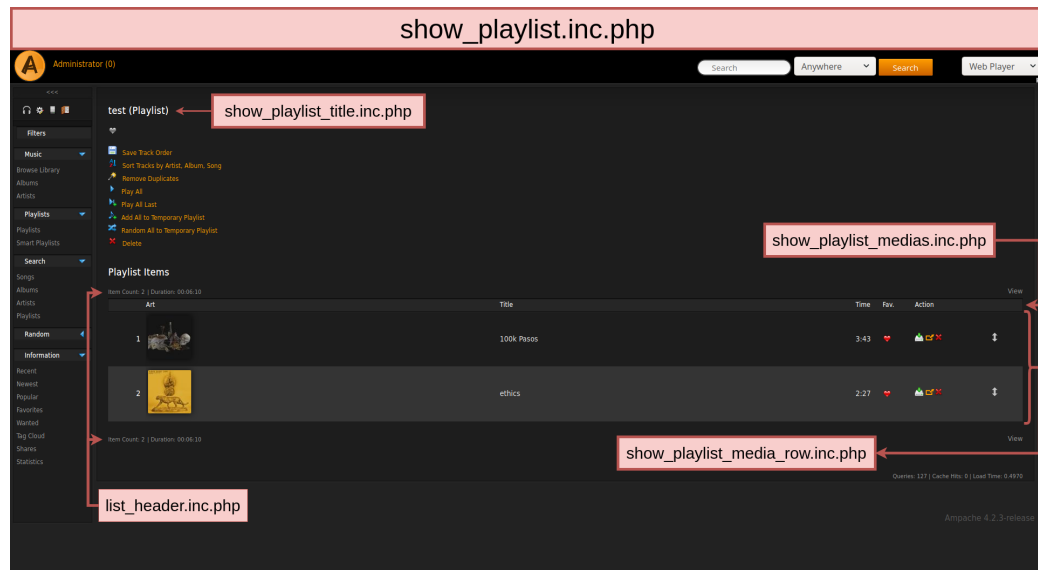 show_playlist.inc.php
Administrator (0)
Search
Anywhere
Search
Web Player
<<<
test (Playlist)
show_playlist_title.inc.php
Filters
Music
Browse Library
Albums
Artists
Playlists
Playlists
Smart Playlists
Search
Songs
Albums
Artists
Playlists
Random
Information
Recent
Newest
Popular
Favorites
Wanted
Tag Cloud
Shares
Statistics
Save Track Order
Sort Tracks by Artist, Album, Song
Remove Duplicates
Play All
Play All Last
Add All to Temporary Playlist
Random All to Temporary Playlist
Delete
show_playlist_medias.inc.php
Playlist Items
Item Count: 2 | Duration: 00:06:10
View
Art Title Time Fav. Action
1 100k Pasos 3:43
2 ethics 2:27
Item Count: 2 | Duration: 00:06:10
View
show_playlist_media_row.inc.php
Queries: 127 | Cache Hits: 0 | Load Time: 0.4970
list_header.inc.php
Ampache 4.2.3-release